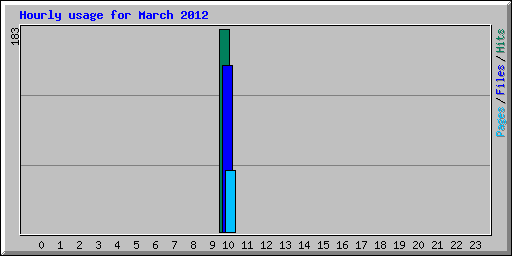 Hourly usage for March 2012
183
Pages/Files/Hits
0 1 2 3 4 5 6 7 8 9 10 11 12 13 14 15 16 17 18 19 20 21 22 23